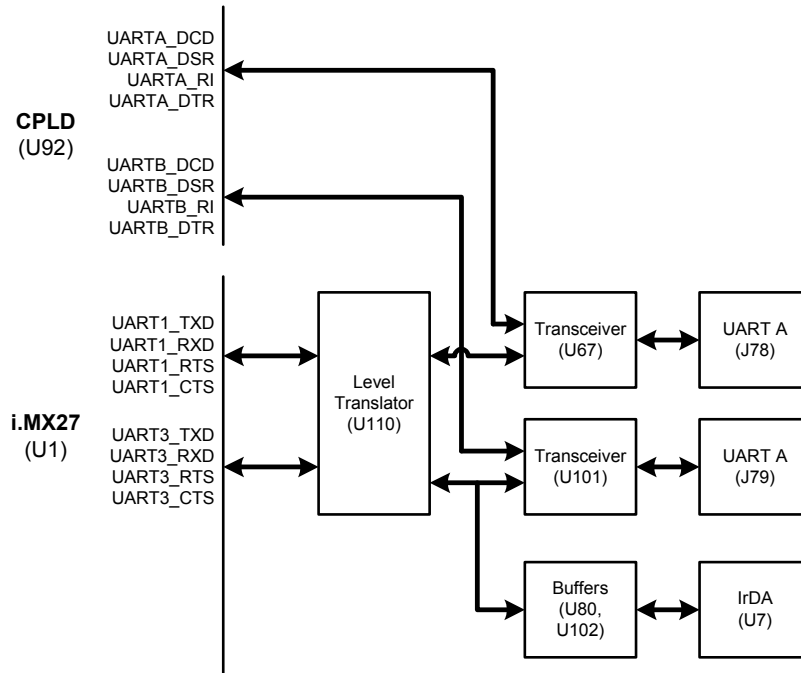 UARTA_DCD
UARTA_DSR
UARTA_RI
UARTA_DTR
CPLD
(U92)
UARTB_DCD
UARTB_DSR
UARTB_RI
UARTB_DTR
UART1_TXD
UART1_RXD
UART1_RTS
UART1_CTS
i.MX27
(U1)
UART3_TXD
UART3_RXD
UART3_RTS
UART3_CTS
Level
Translator
(U110)
Transceiver
(U67)
UART A
(J78)
Transceiver
(U101)
UART A
(J79)
Buffers
(U80,
U102)
IrDA
(U7)